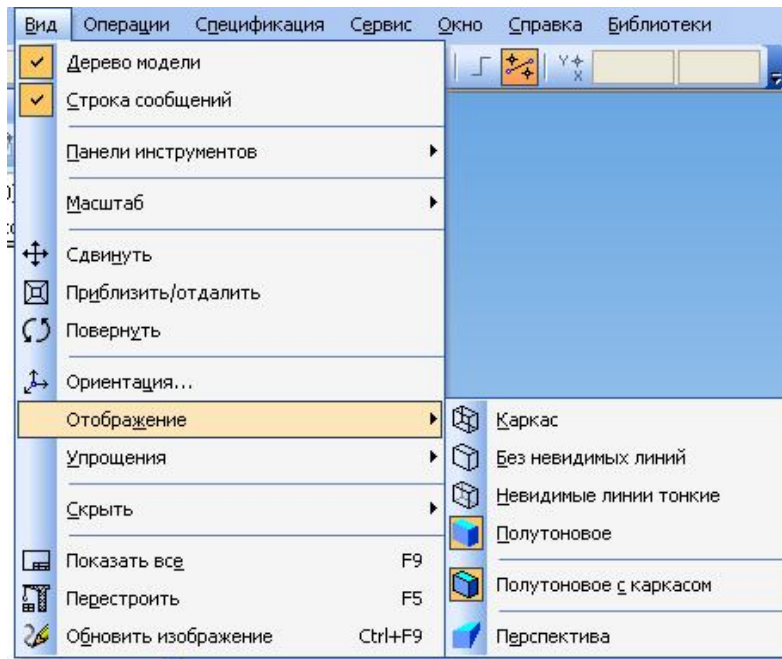 Вид Операции Спецификация Сервис Окно Справка Библиотеки
Дерево модели
Строка сообщений
Панели инструментов
Масштаб
Сдвинуть
Приблизить/отдалить
Повернуть
Ориентация...
Отображение
Упрощения
Скрыть
Показать все F9
Перестроить F5
Обновить изображение Ctrl+F9
Каркас
Без невидимых линий
Невидимые линии тонкие
Полутоновое
Полутоновое с каркасом
Перспектива
Y
X